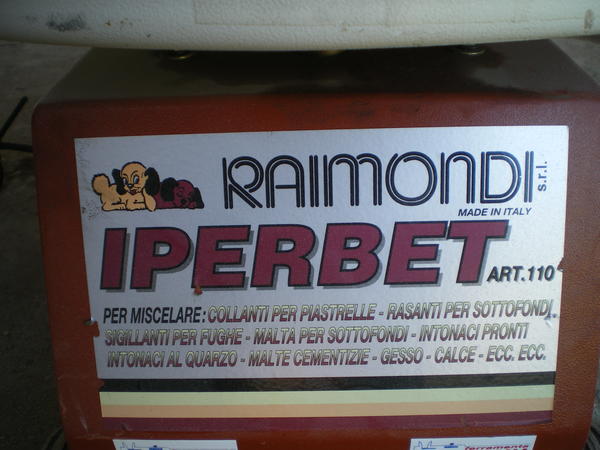 RAIMONDI s.r.l.
MADE IN ITALY
IPERBET ART.110
PER MISCELARE: COLLANTI PER PIASTRELLE - RASANTI PER SOTTOFONDI
SIGILLANTI PER FUGHE - MALTA PER SOTTOFONDI - INTONACI PRONTI
INTONACI AL QUARZO - MALTE CEMENTIZIE - GESSO - CALCE - ECC. ECC.
ferramenta